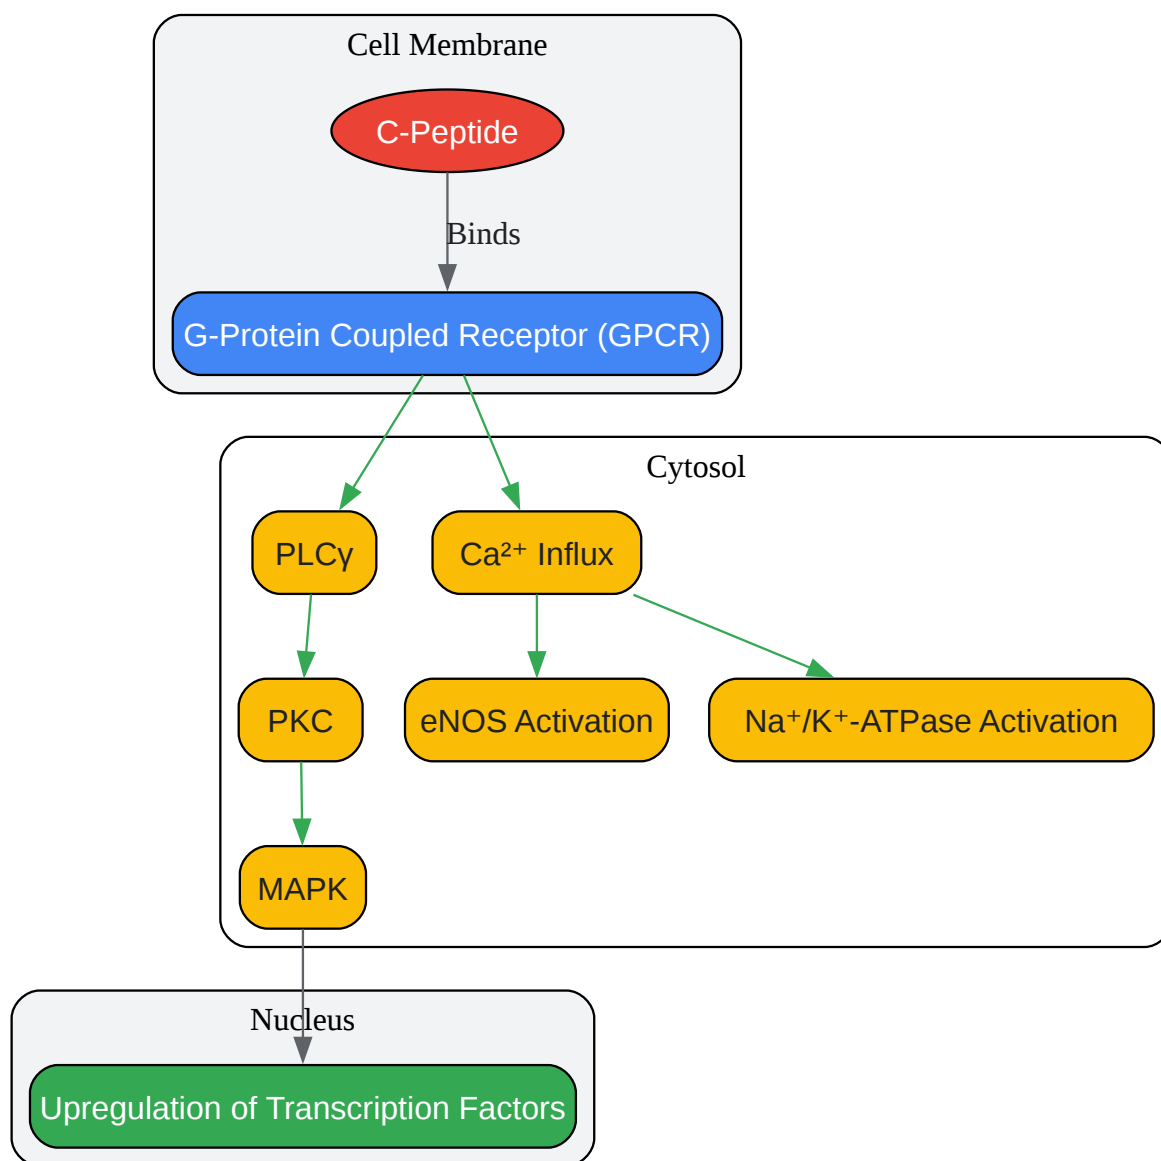 Cell Membrane
C-Peptide
Binds
G-Protein Coupled Receptor (GPCR)
Cytosol
PLCγ
Ca²⁺ Influx
PKC
eNOS Activation
Na⁺/K⁺-ATPase Activation
MAPK
Nucleus
Upregulation of Transcription Factors